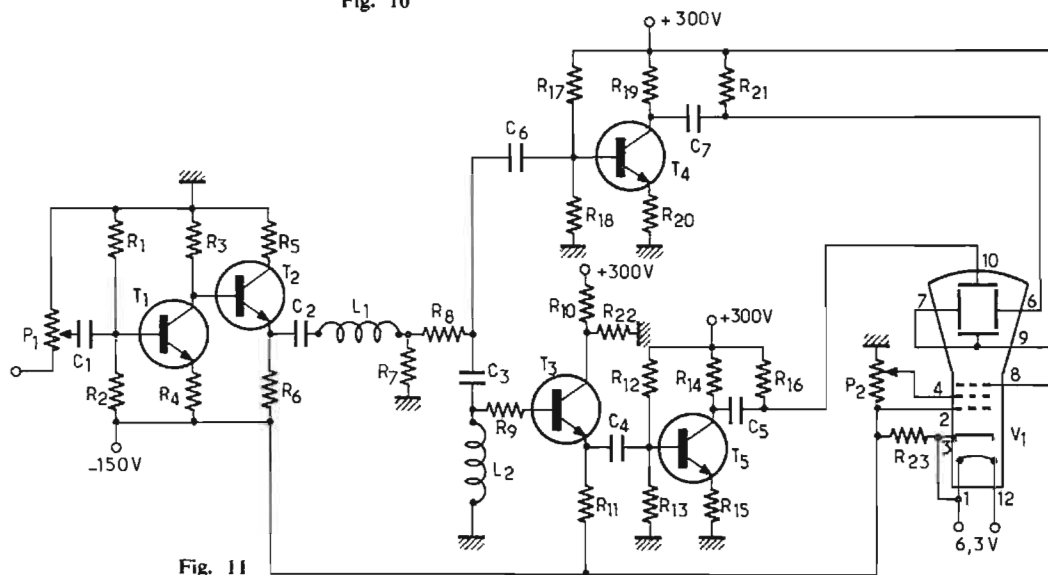 Fig. 10
+300V
R17
R19
R21
C6
C7
T4
R18
R20
R1
R3
R5
T1
T2
P1
C1
R2
R4
R6
-150V
C2
L1
R8
R7
C3
R9
L2
+300V
R10
R22
T3
R12
C4
R11
R13
+300V
R14
R16
C5
T5
R15
10
7
6
9
P2
4
8
2
3
V1
R23
1
12
6,3V
Fig. 11